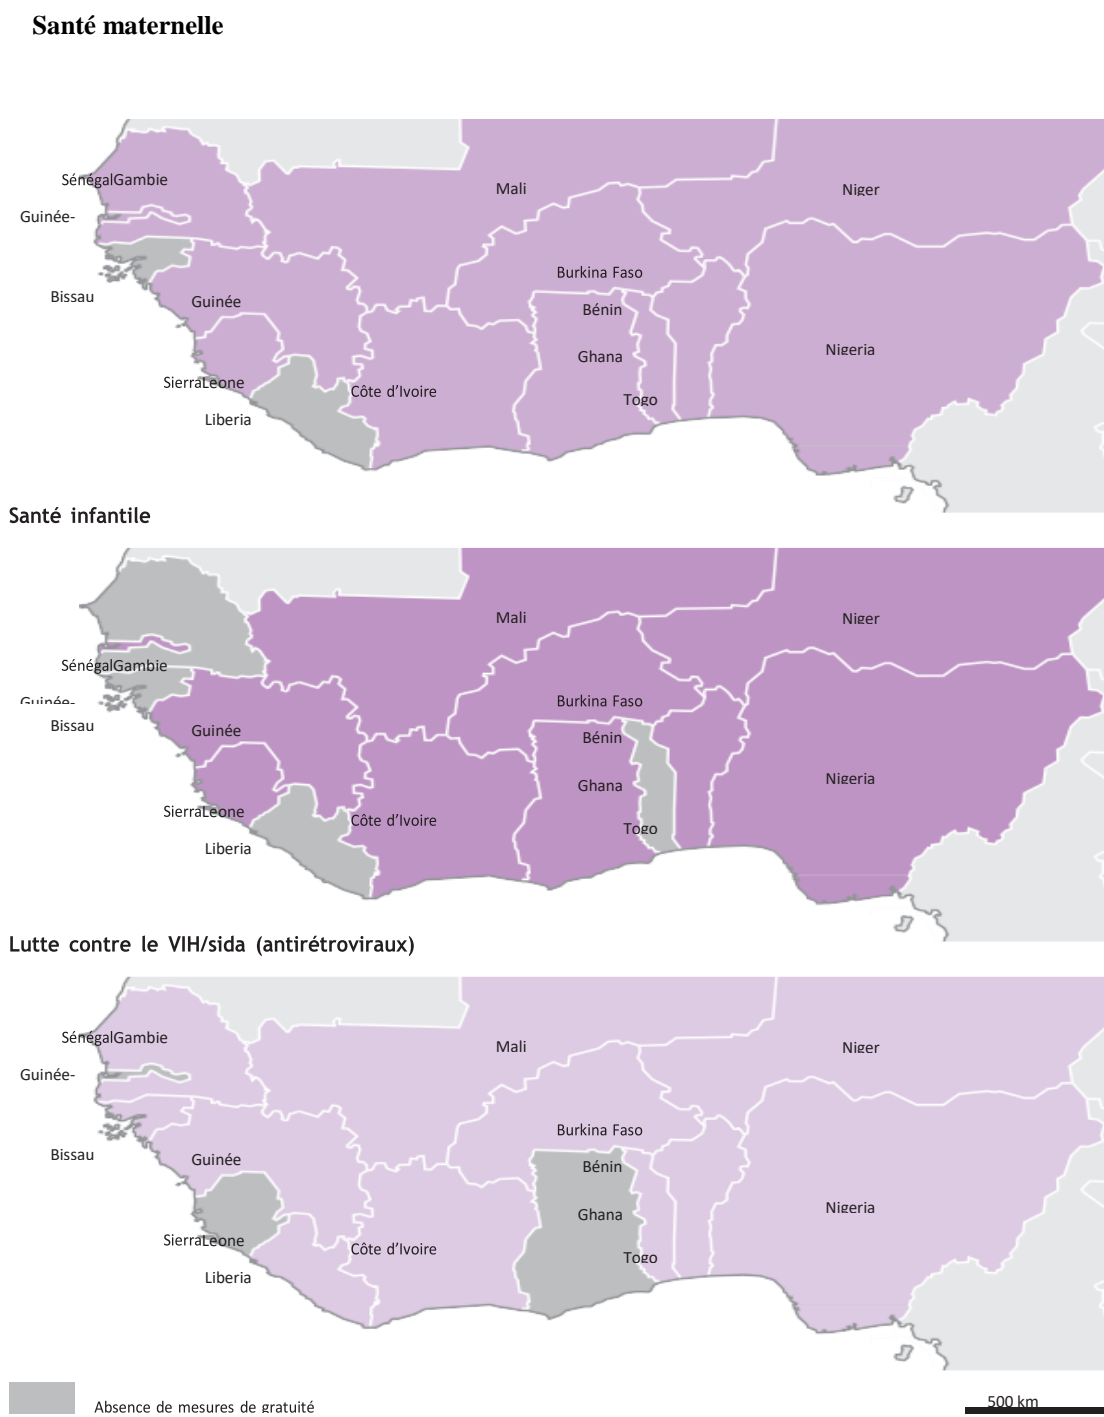 Santé maternelle
SénégalGambie
Mali
Niger
Guinée-
Burkina Faso
Bissau
Guinée
Bénin
Nigeria
Ghana
SierraLeone
Côte d’Ivoire
Togo
Liberia
Santé infantile
Mali
Niger
SénégalGambie
Guinée-
Burkina Faso
Bissau
Guinée
Bénin
Nigeria
Ghana
SierraLeone
Côte d’Ivoire
Togo
Liberia
Lutte contre le VIH/sida (antirétroviraux)
SénégalGambie
Mali
Niger
Guinée-
Burkina Faso
Bissau
Guinée
Bénin
Nigeria
Ghana
SierraLeone
Côte d’Ivoire
Togo
Liberia
500 km
Absence de mesures de gratuité